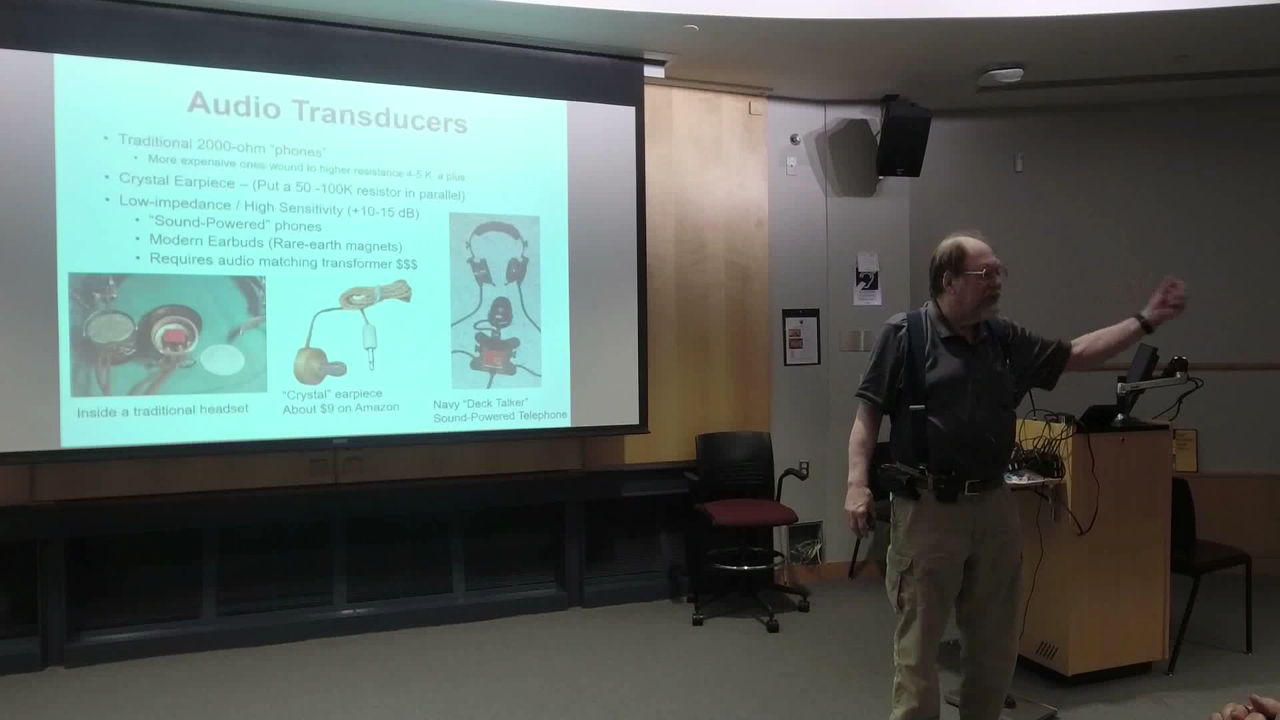 Audio Transducers
• Traditional 2000-ohm "phones"
• More expensive ones wound to higher resistance 4-5 K, a plus
• Crystal Earpiece – (Put a 50 -100K resistor in parallel)
• Low-impedance / High Sensitivity (+10-15 dB)
• "Sound-Powered" phones
• Modern Earbuds (Rare-earth magnets)
• Requires audio matching transformer $$$
Inside a traditional headset
"Crystal" earpiece
About $9 on Amazon
Navy "Deck Talker"
Sound-Powered Telephone